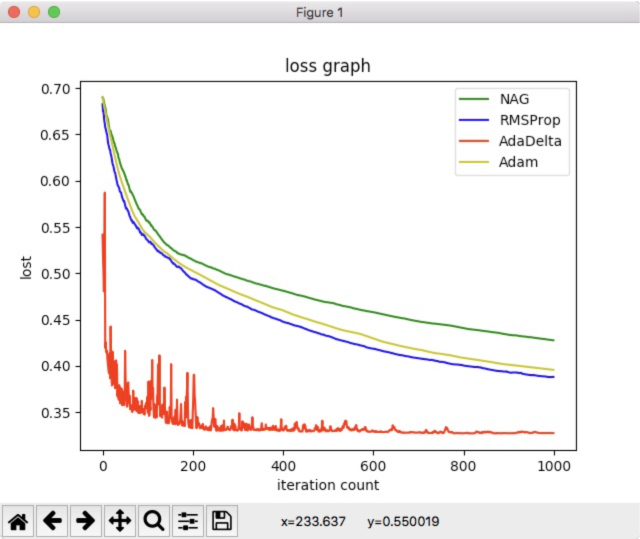 Figure 1
loss graph
0.70
0.65
0.60
0.55
0.50
0.45
0.40
0.35
lost
NAG
RMSProp
AdaDelta
Adam
0 200 400 600 800 1000
iteration count
x=233.637 y=0.550019